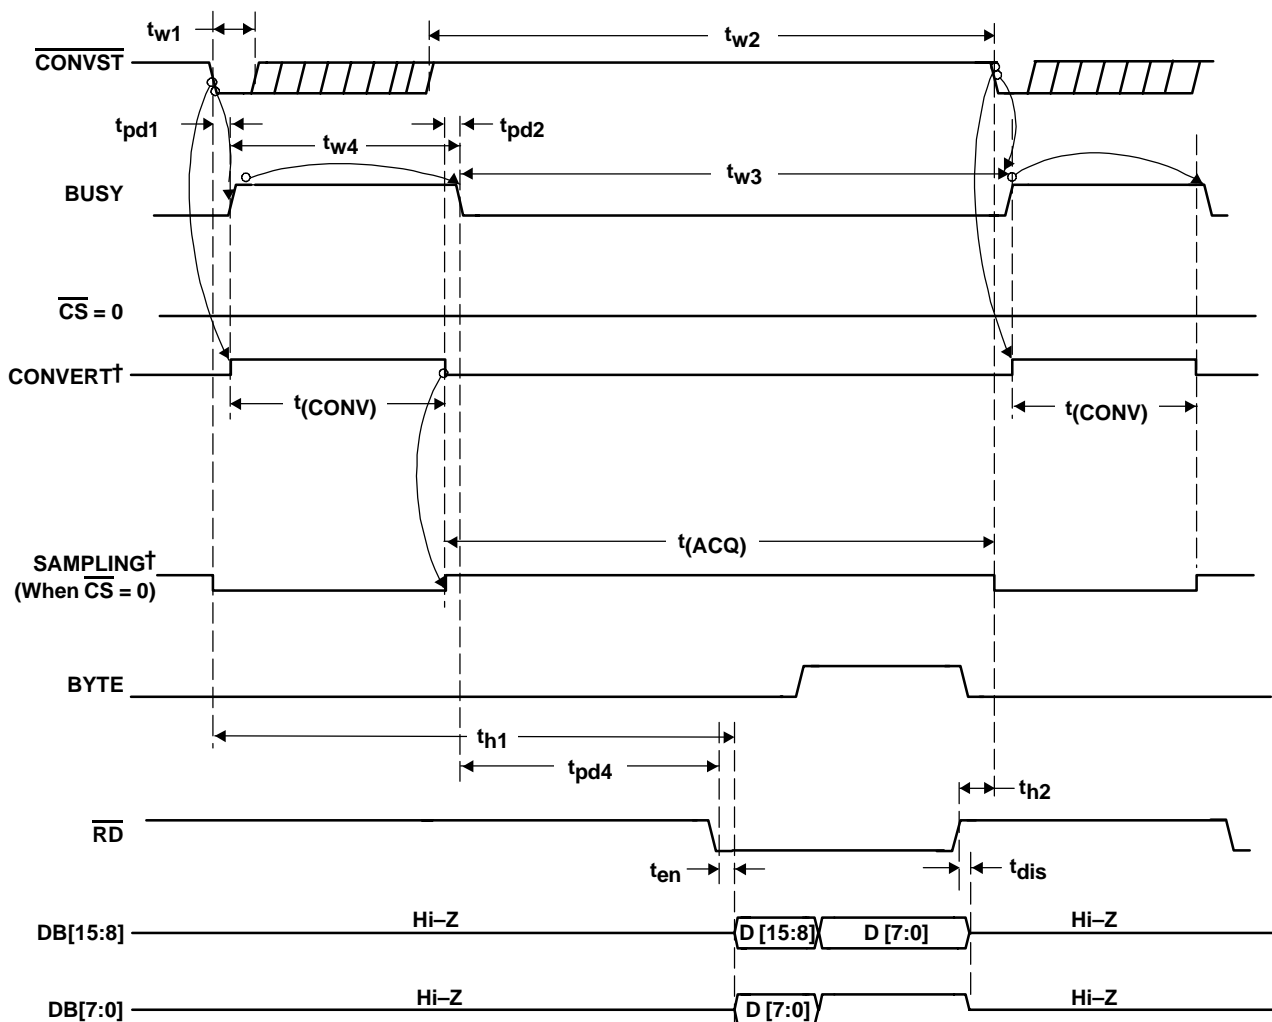 tw1
tw2
CONVST
tpd1
tpd2
tw4
tw3
BUSY
CS = 0
CONVERT†
t(CONV)
t(CONV)
t(ACQ)
SAMPLING†
(When CS = 0)
BYTE
th1
tpd4
th2
RD
ten
tdis
Hi–Z
Hi–Z
DB[15:8]
D [15:8]
D [7:0]
Hi–Z
Hi–Z
DB[7:0]
D [7:0]